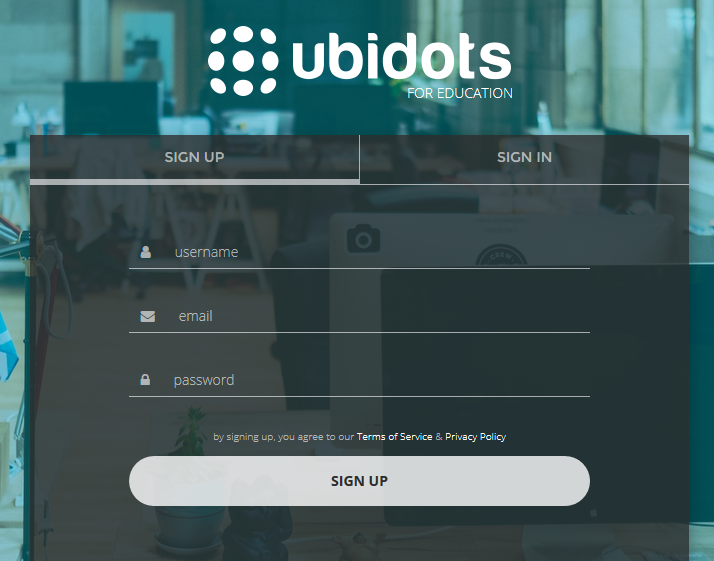 ubidots
FOR EDUCATION
SIGN UP SIGN IN
username
email
password
by signing up, you agree to our Terms of Service & Privacy Policy
SIGN UP